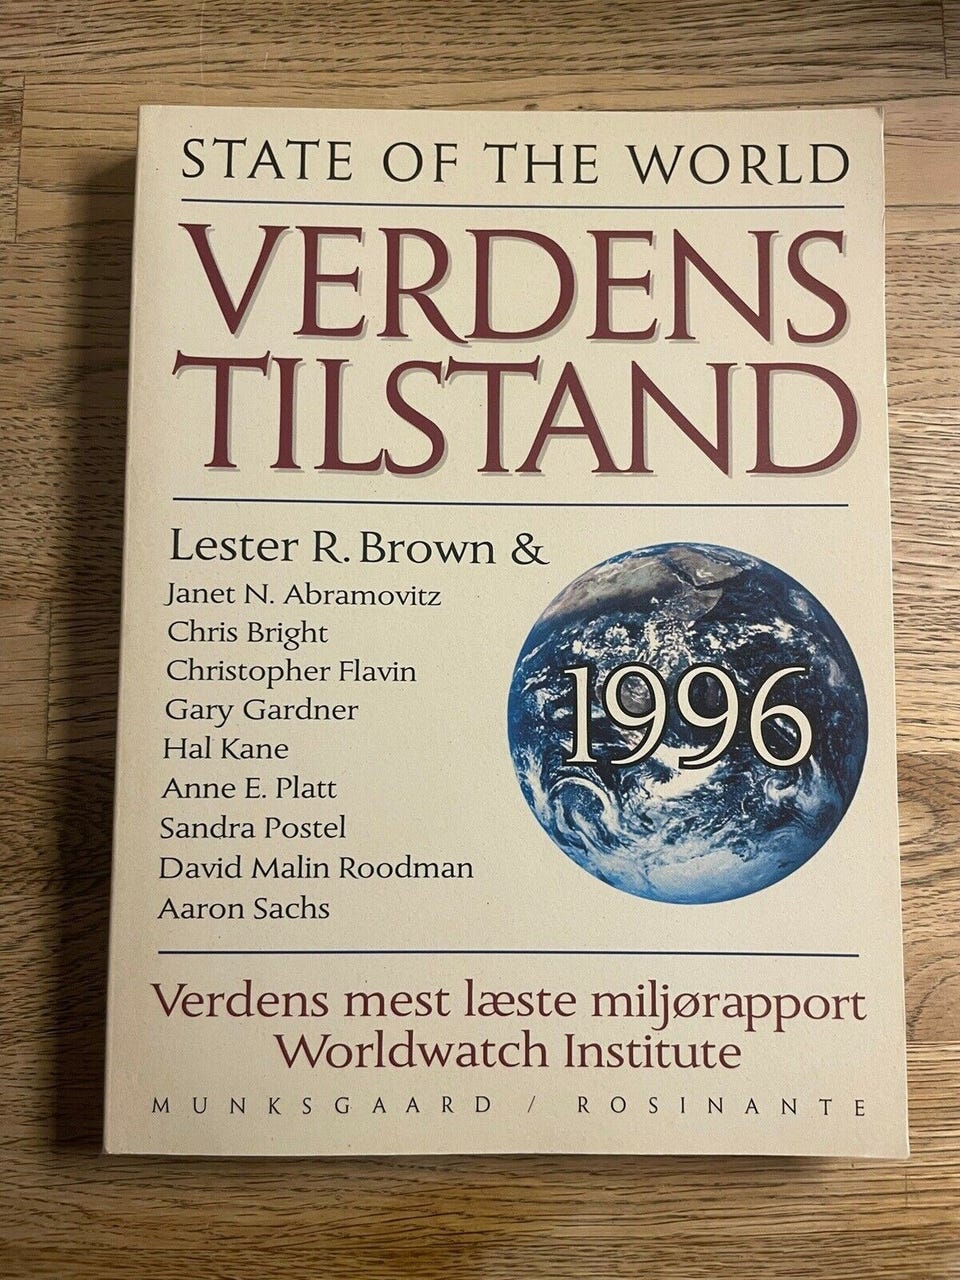 STATE OF THE WORLD
VERDENS
TILSTAND
Lester R. Brown &
Janet N. Abramovitz
Chris Bright
Christopher Flavin
Gary Gardner
Hal Kane
Anne E. Platt
Sandra Postel
David Malin Roodman
Aaron Sachs
1996
Verdens mest læste miljørapport
Worldwatch Institute
MUNKSGAARD / ROSINANTE